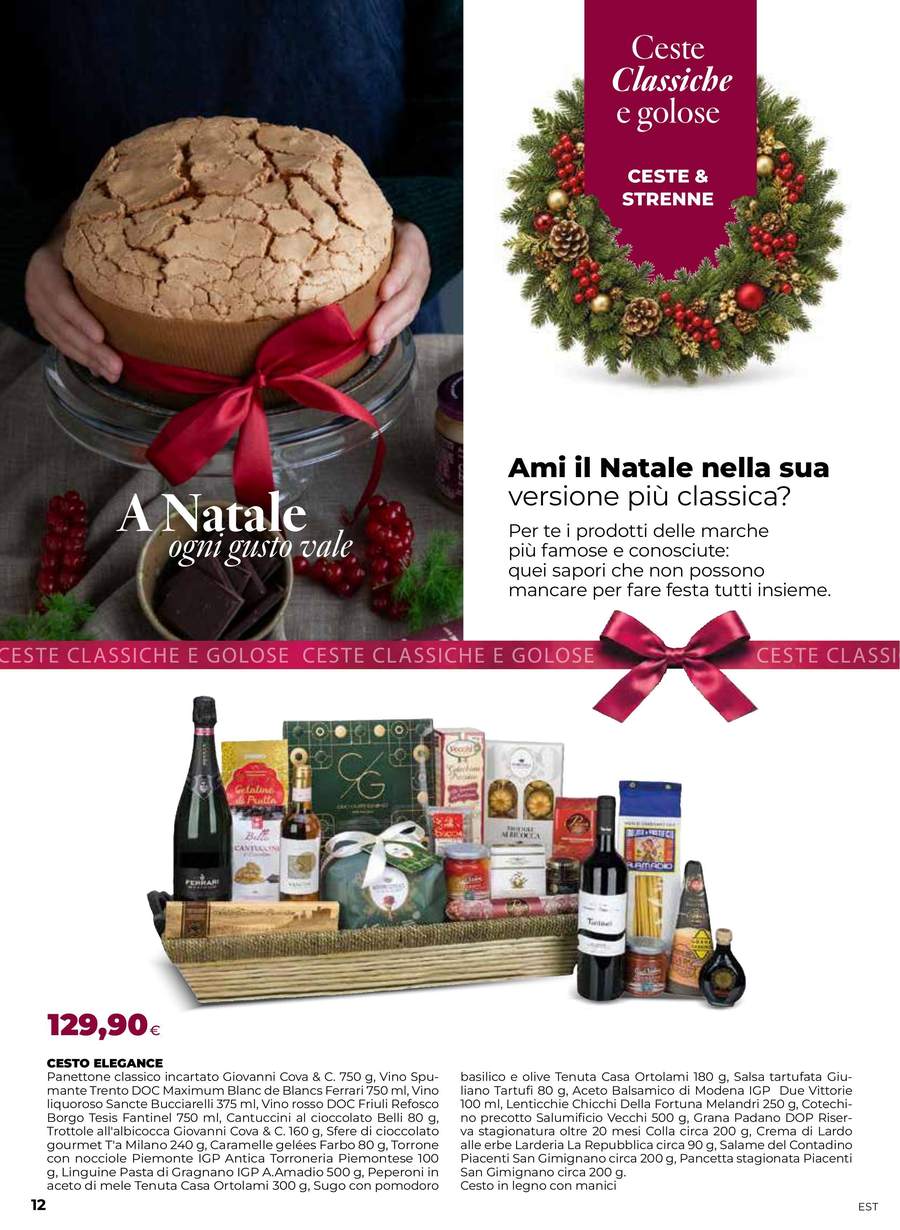 Ceste
Classiche
e golose
CESTE &
STRENNE
A Natale
ogni gusto vale
Ami il Natale nella sua
versione più classica?
Per te i prodotti delle marche
più famose e conosciute:
quei sapori che non possono
mancare per fare festa tutti insieme.
CESTE CLASSICHE E GOLOSE CESTE CLASSICHE E GOLOSE CESTE CLASSI
Gelatine
di Frutta
Belli
CANTUCCINI
FERRARI
C/G
Vecchi
129,90 €
CESTO ELEGANCE
Panettone classico incartato Giovanni Cova & C. 750 g, Vino Spu-
mante Trento DOC Maximum Blanc de Blancs Ferrari 750 ml, Vino
liquoroso Sancte Bucciarelli 375 ml, Vino rosso DOC Friuli Refosco
Borgo Tesis Fantinel 750 ml, Cantuccini al cioccolato Belli 80 g,
Trottole all'albicocca Giovanni Cova & C. 160 g, Sfere di cioccolato
gourmet T'a Milano 240 g, Caramelle gelées Farbo 80 g, Torrone
con nocciole Piemonte IGP Antica Torroneria Piemontese 100
g, Linguine Pasta di Gragnano IGP A.Amadio 500 g, Peperoni in
aceto di mele Tenuta Casa Ortolami 300 g, Sugo con pomodoro
basilico e olive Tenuta Casa Ortolami 180 g, Salsa tartufata Giu-
liano Tartufi 80 g, Aceto Balsamico di Modena IGP Due Vittorie
100 ml, Lenticchie Chicchi Della Fortuna Melandri 250 g, Cotechi-
no precotto Salumificio Vecchi 500 g, Grana Padano DOP Riser-
va stagionatura oltre 20 mesi Colla circa 200 g, Crema di Lardo
alle erbe Larderia La Repubblica circa 90 g, Salame del Contadino
Piacenti San Gimignano circa 200 g, Pancetta stagionata Piacenti
San Gimignano circa 200 g.
Cesto in legno con manici
12
EST